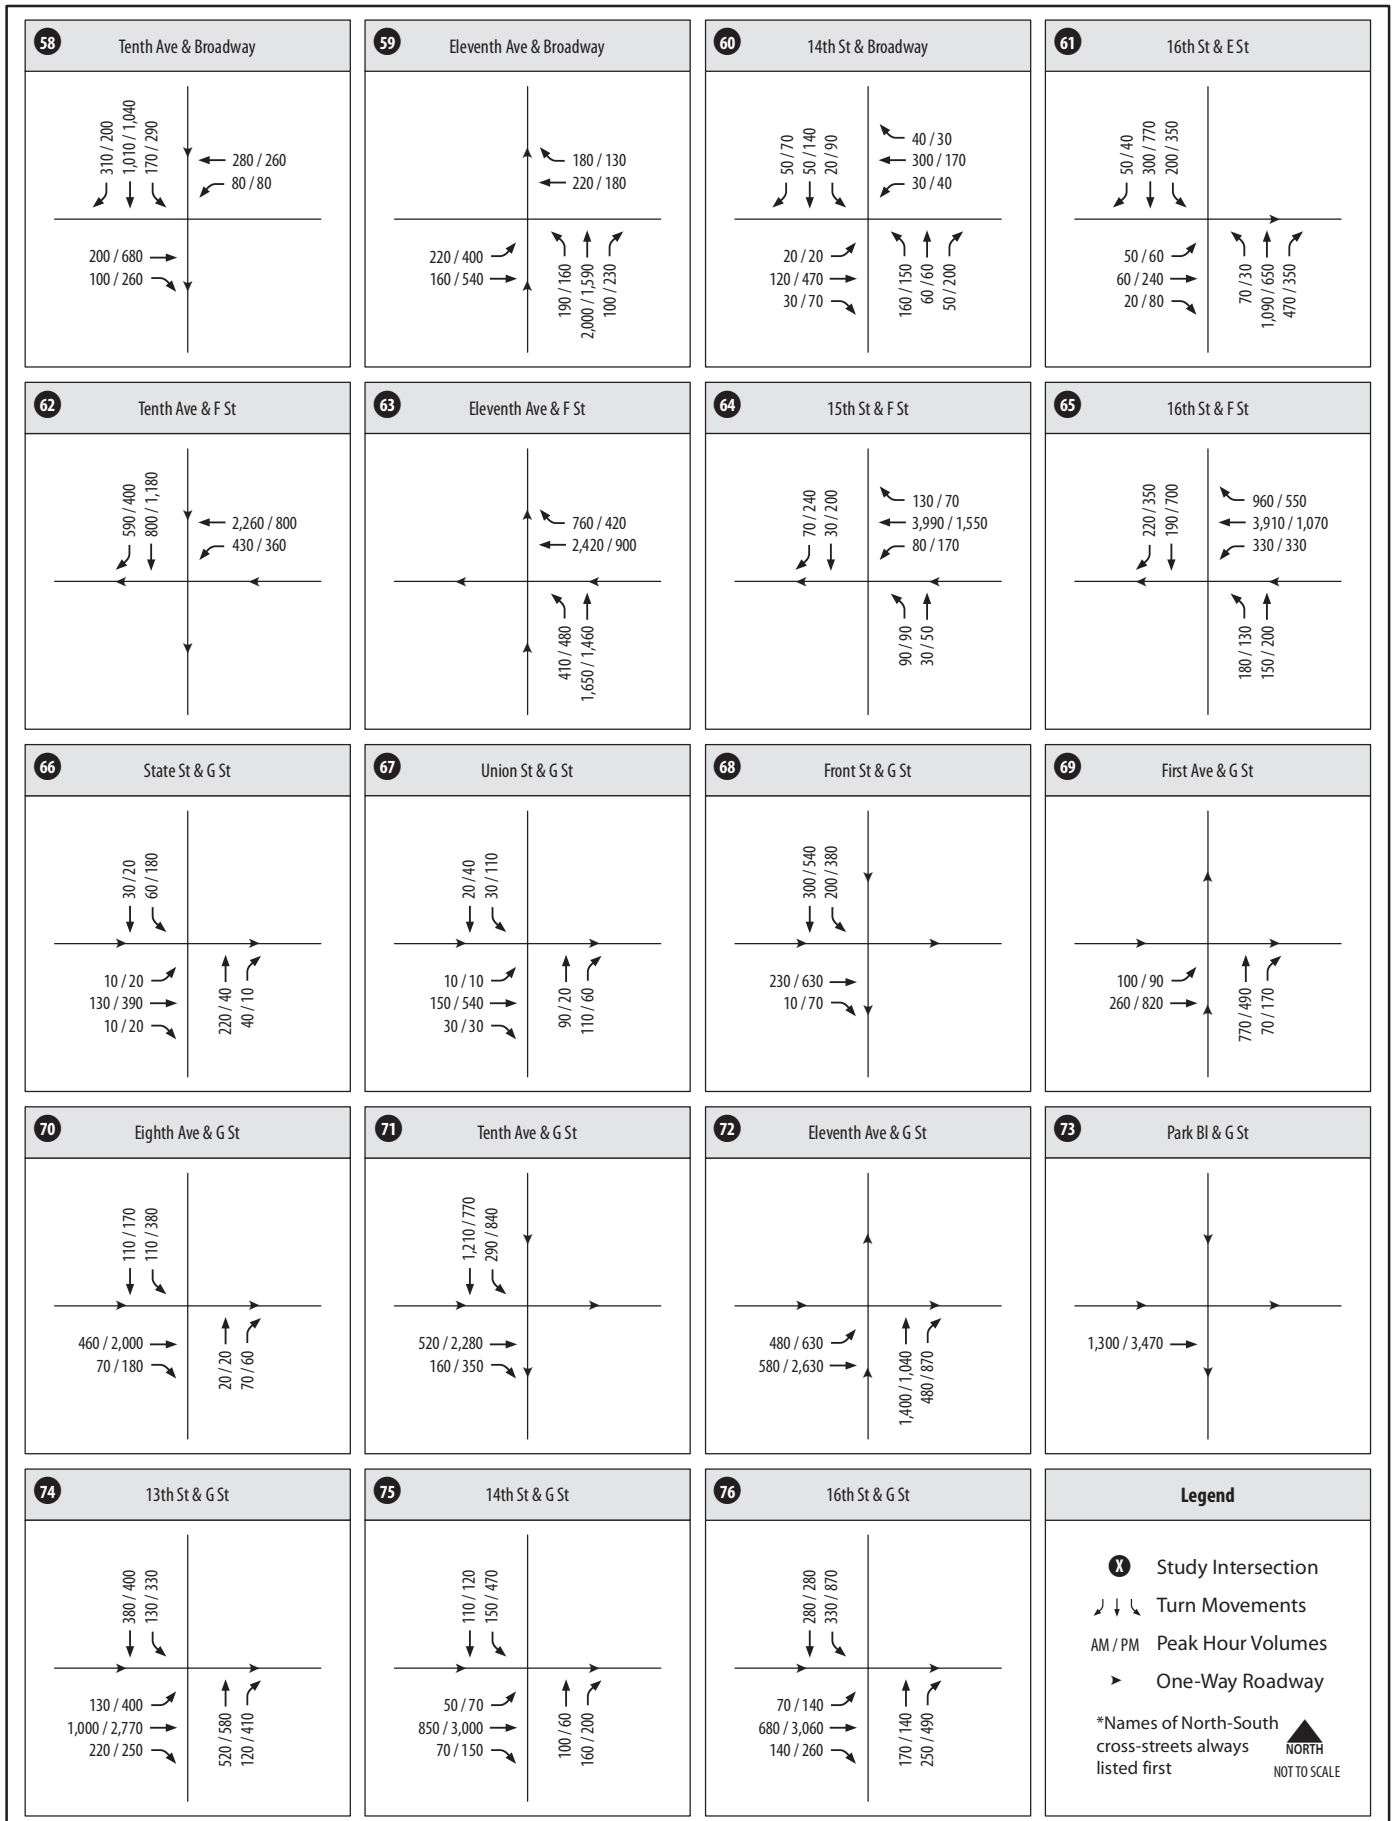 58
Tenth Ave & Broadway
310 / 200
1,010 / 1,040
170 / 290
280 / 260
80 / 80
200 / 680
100 / 260
59
Eleventh Ave & Broadway
180 / 130
220 / 180
220 / 400
160 / 540
190 / 160
2,000 / 1,590
100 / 230
60
14th St & Broadway
50 / 70
50 / 140
20 / 90
40 / 30
300 / 170
30 / 40
20 / 20
120 / 470
30 / 70
160 / 150
60 / 60
50 / 200
61
16th St & E St
50 / 40
300 / 770
200 / 350
50 / 60
60 / 240
20 / 80
70 / 30
1,090 / 650
470 / 350
62
Tenth Ave & F St
590 / 400
800 / 1,180
2,260 / 800
430 / 360
63
Eleventh Ave & F St
760 / 420
2,420 / 900
410 / 480
1,650 / 1,460
64
15th St & F St
70 / 240
30 / 200
130 / 70
3,990 / 1,550
80 / 170
90 / 90
30 / 50
65
16th St & F St
220 / 350
190 / 700
960 / 550
3,910 / 1,070
330 / 330
180 / 130
150 / 200
66
State St & G St
30 / 20
60 / 180
10 / 20
130 / 390
10 / 20
220 / 40
40 / 10
67
Union St & G St
20 / 40
30 / 110
10 / 10
150 / 540
30 / 30
90 / 20
110 / 60
68
Front St & G St
300 / 540
200 / 380
230 / 630
10 / 70
69
First Ave & G St
100 / 90
260 / 820
770 / 490
70 / 170
70
Eighth Ave & G St
110 / 170
110 / 380
460 / 2,000
70 / 180
20 / 20
70 / 60
71
Tenth Ave & G St
1,210 / 770
290 / 840
520 / 2,280
160 / 350
72
Eleventh Ave & G St
480 / 630
580 / 2,630
1,400 / 1,040
480 / 870
73
Park Bl & G St
1,300 / 3,470
74
13th St & G St
380 / 400
130 / 330
130 / 400
1,000 / 2,770
220 / 250
520 / 580
120 / 410
75
14th St & G St
110 / 120
150 / 470
50 / 70
850 / 3,000
70 / 150
100 / 60
160 / 200
76
16th St & G St
280 / 280
330 / 870
70 / 140
680 / 3,060
140 / 260
170 / 140
250 / 490
Legend
X Study Intersection
Turn Movements
AM / PM Peak Hour Volumes
One-Way Roadway
*Names of North-South
cross-streets always
listed first
NORTH
NOT TO SCALE